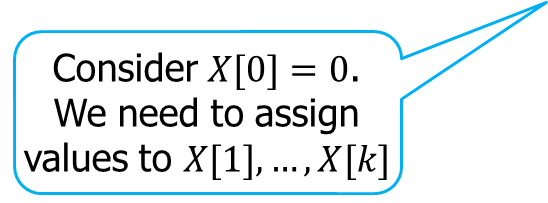 Consider X[0] = 0.
We need to assign
values to X[1], ..., X[k]